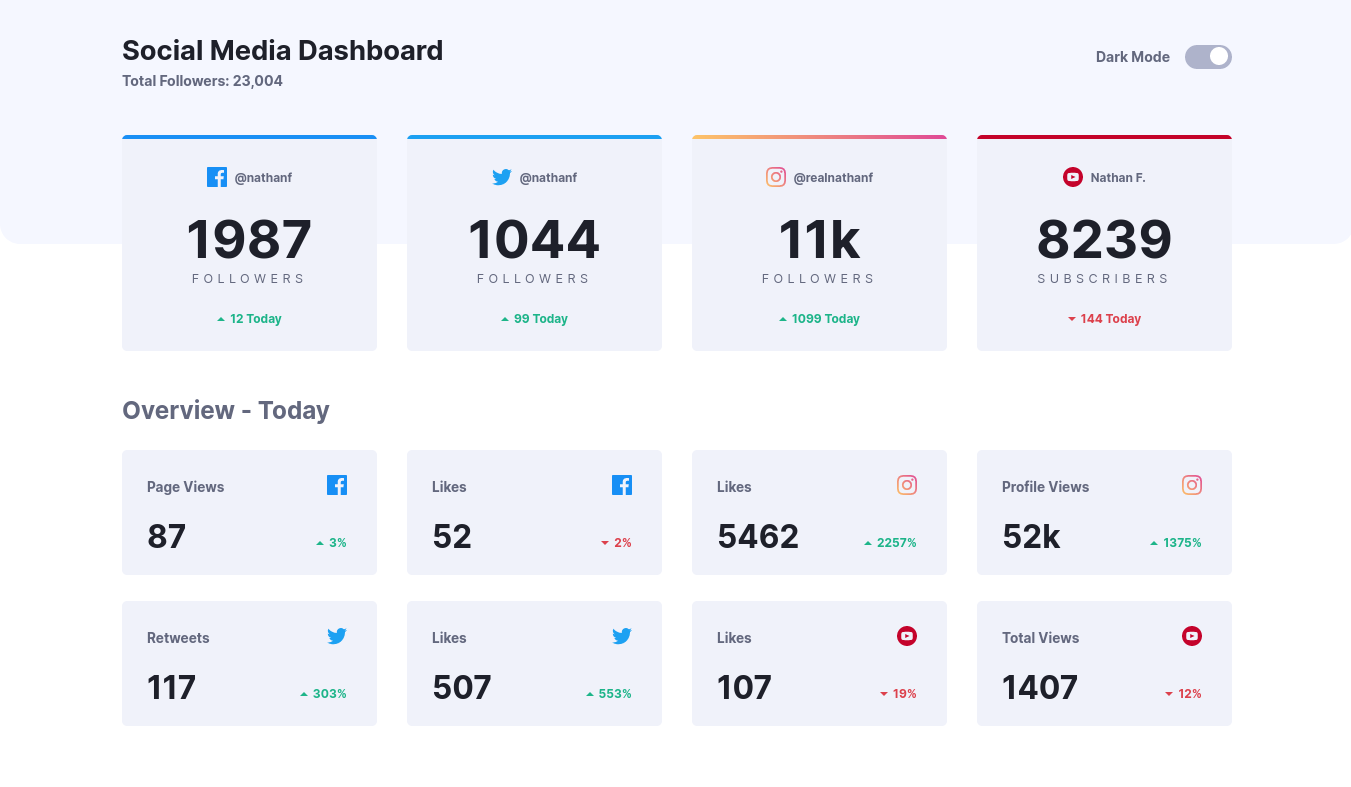 Social Media Dashboard
Total Followers: 23,004
Dark Mode
@nathanf
1987
FOLLOWERS
12 Today
@nathanf
1044
FOLLOWERS
99 Today
@realnathanf
11k
FOLLOWERS
1099 Today
Nathan F.
8239
SUBSCRIBERS
144 Today
Overview - Today
Page Views
87
3%
Likes
52
2%
Likes
5462
2257%
Profile Views
52k
1375%
Retweets
117
303%
Likes
507
553%
Likes
107
19%
Total Views
1407
12%